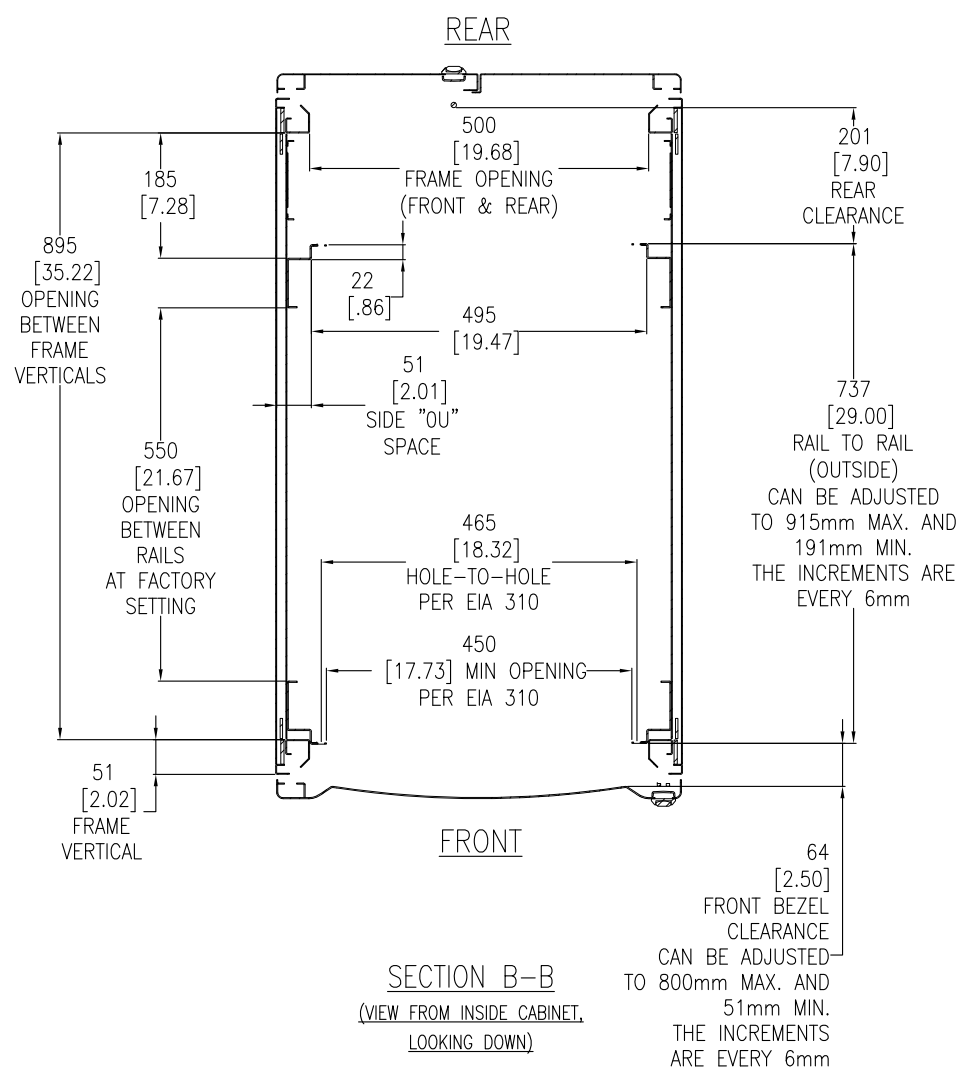 REAR
500
[19.68]
FRAME OPENING
(FRONT & REAR)
201
[7.90]
REAR
CLEARANCE
185
[7.28]
895
[35.22]
OPENING
BETWEEN
FRAME
VERTICALS
22
[.86]
495
[19.47]
51
[2.01]
SIDE "0U"
SPACE
737
[29.00]
RAIL TO RAIL
(OUTSIDE)
CAN BE ADJUSTED
TO 915mm MAX. AND
191mm MIN.
THE INCREMENTS ARE
EVERY 6mm
550
[21.67]
OPENING
BETWEEN
RAILS
AT FACTORY
SETTING
465
[18.32]
HOLE-TO-HOLE
PER EIA 310
450
[17.73] MIN OPENING
PER EIA 310
51
[2.02]
FRAME
VERTICAL
FRONT
64
[2.50]
FRONT BEZEL
CLEARANCE
CAN BE ADJUSTED
TO 800mm MAX. AND
51mm MIN.
THE INCREMENTS
ARE EVERY 6mm
SECTION B-B
(VIEW FROM INSIDE CABINET,
LOOKING DOWN)